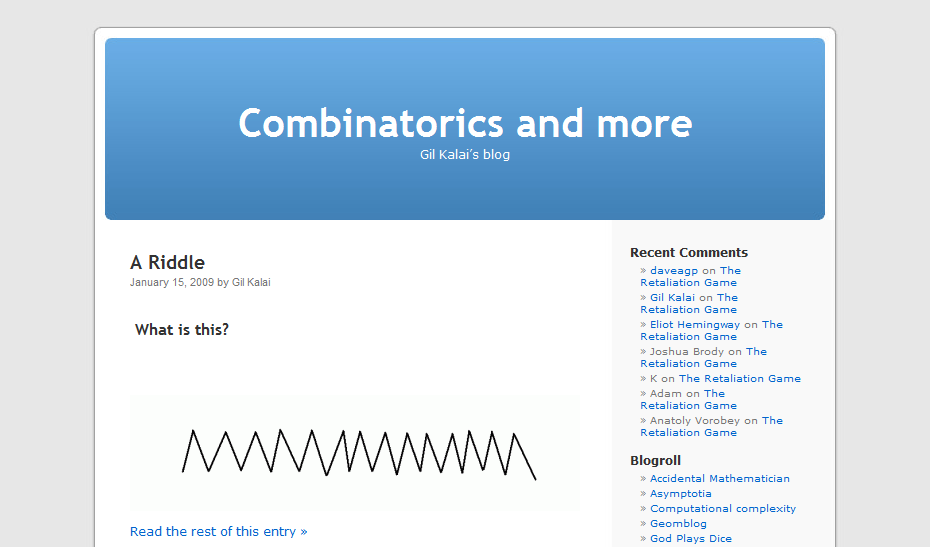 Combinatorics and more
Gil Kalai's blog
A Riddle
January 15, 2009 by Gil Kalai
What is this?
Read the rest of this entry »
Recent Comments
» daveagp on The
Retaliation Game
» Gil Kalai on The
Retaliation Game
» Eliot Hemingway on The
Retaliation Game
» Joshua Brody on The
Retaliation Game
» K on The Retaliation Game
» Adam on The
Retaliation Game
» Anatoly Vorobey on The
Retaliation Game
Blogroll
» Accidental Mathematician
» Asymptotia
» Computational complexity
» Geomblog
» God Plays Dice